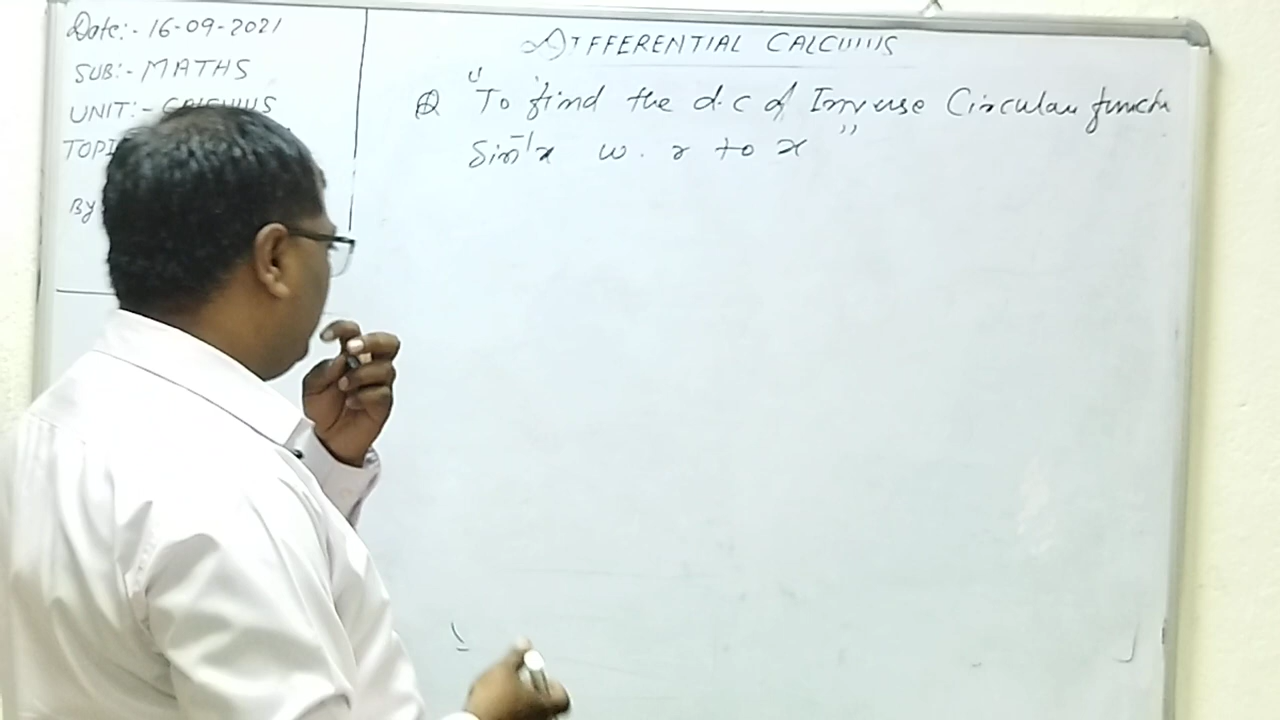 Date:- 16-09-2021
SUB:- MATHS
UNIT:- CALCULUS
TOPI
By
DIFFERENTIAL CALCULUS
Q "To find the d.c of Inverse Circular functn
Sin⁻¹x w.r to x"